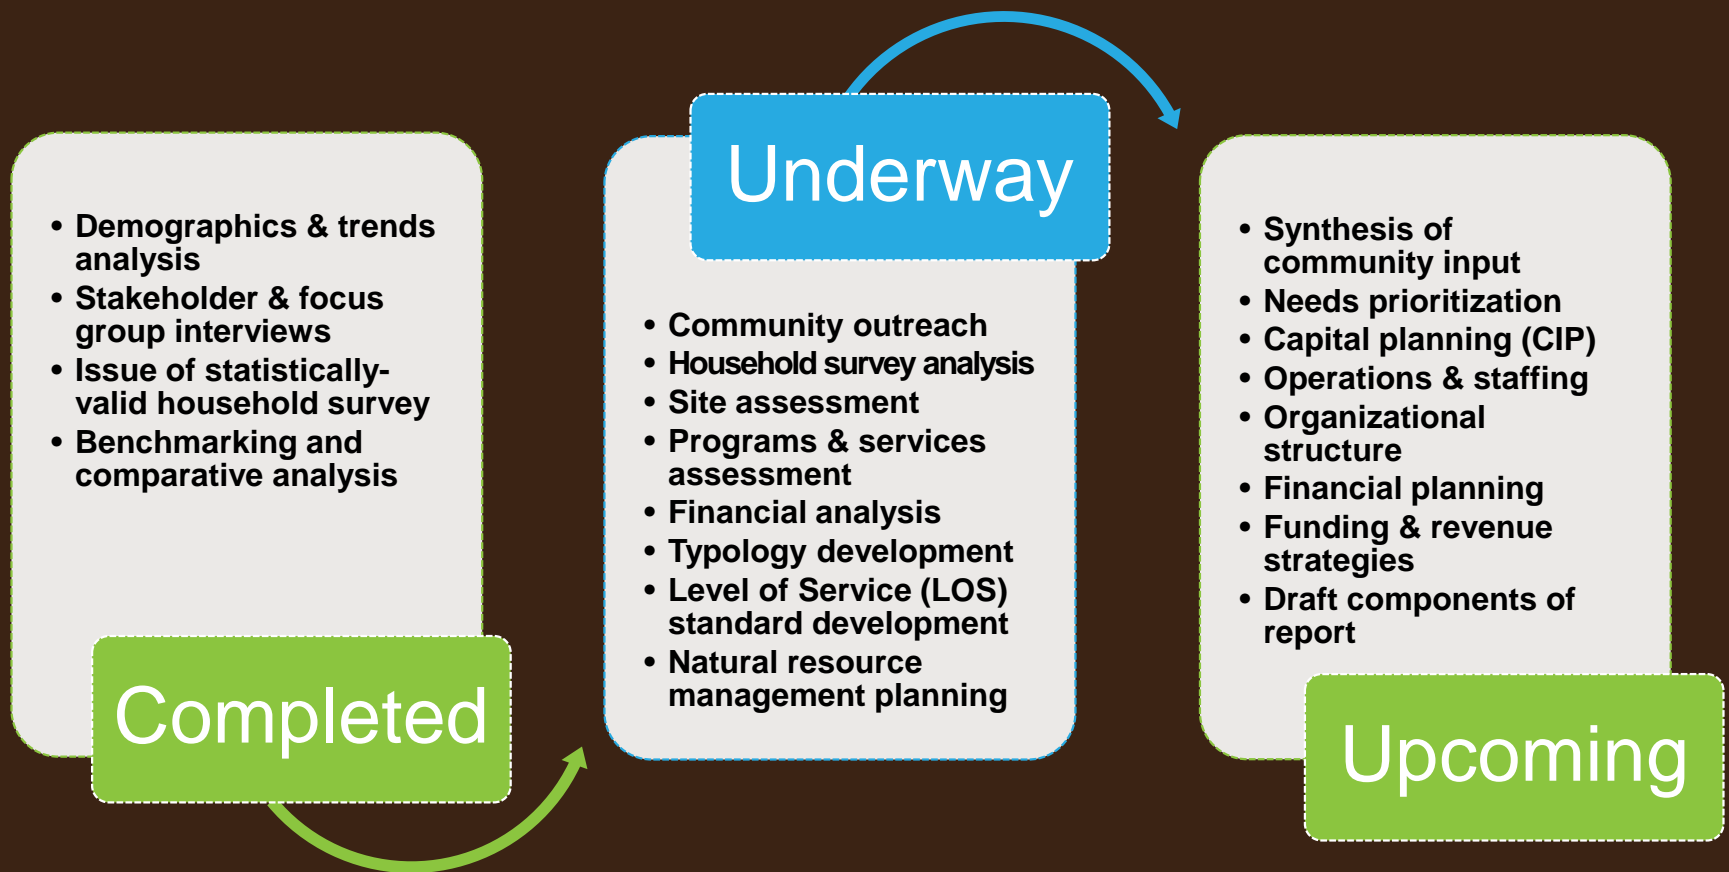 • Demographics & trends
analysis
• Stakeholder & focus
group interviews
• Issue of statistically-
valid household survey
• Benchmarking and
comparative analysis
Completed
Underway
• Community outreach
• Household survey analysis
• Site assessment
• Programs & services
assessment
• Financial analysis
• Typology development
• Level of Service (LOS)
standard development
• Natural resource
management planning
• Synthesis of
community input
• Needs prioritization
• Capital planning (CIP)
• Operations & staffing
• Organizational
structure
• Financial planning
• Funding & revenue
strategies
• Draft components of
report
Upcoming